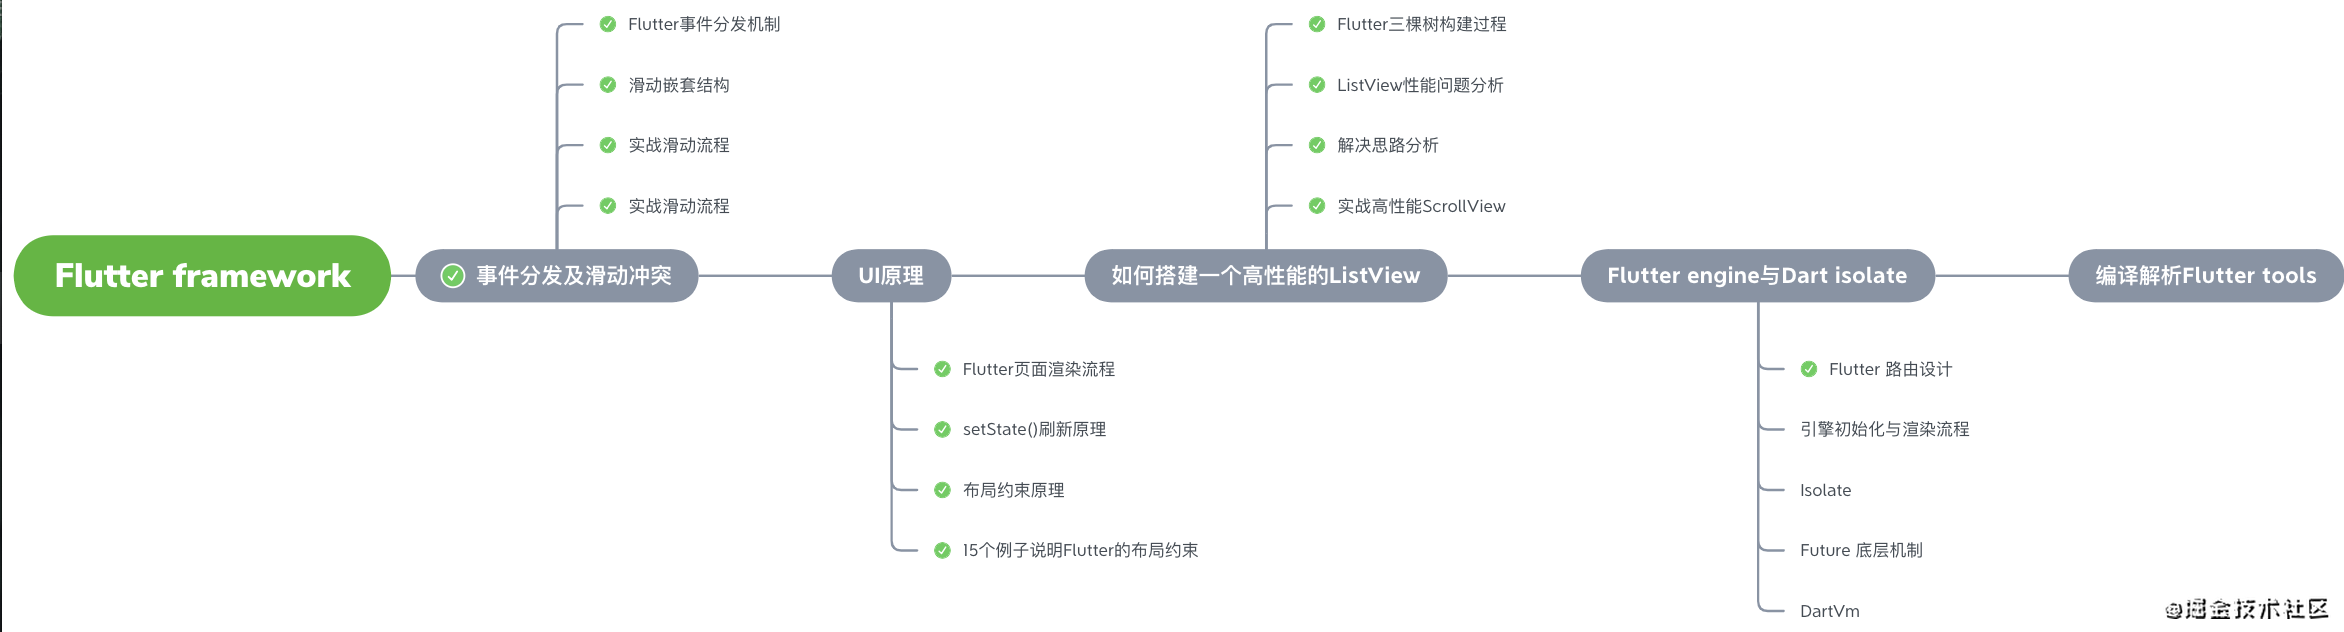 Flutter事件分发机制
滑动嵌套结构
实战滑动流程
实战滑动流程
Flutter三棵树构建过程
ListView性能问题分析
解决思路分析
实战高性能ScrollView
Flutter framework
事件分发及滑动冲突
UI原理
如何搭建一个高性能的ListView
Flutter engine与Dart isolate
编译解析Flutter tools
Flutter页面渲染流程
setState()刷新原理
布局约束原理
15个例子说明Flutter的布局约束
Flutter 路由设计
引擎初始化与渲染流程
Isolate
Future 底层机制
DartVm
@掘金技术社区